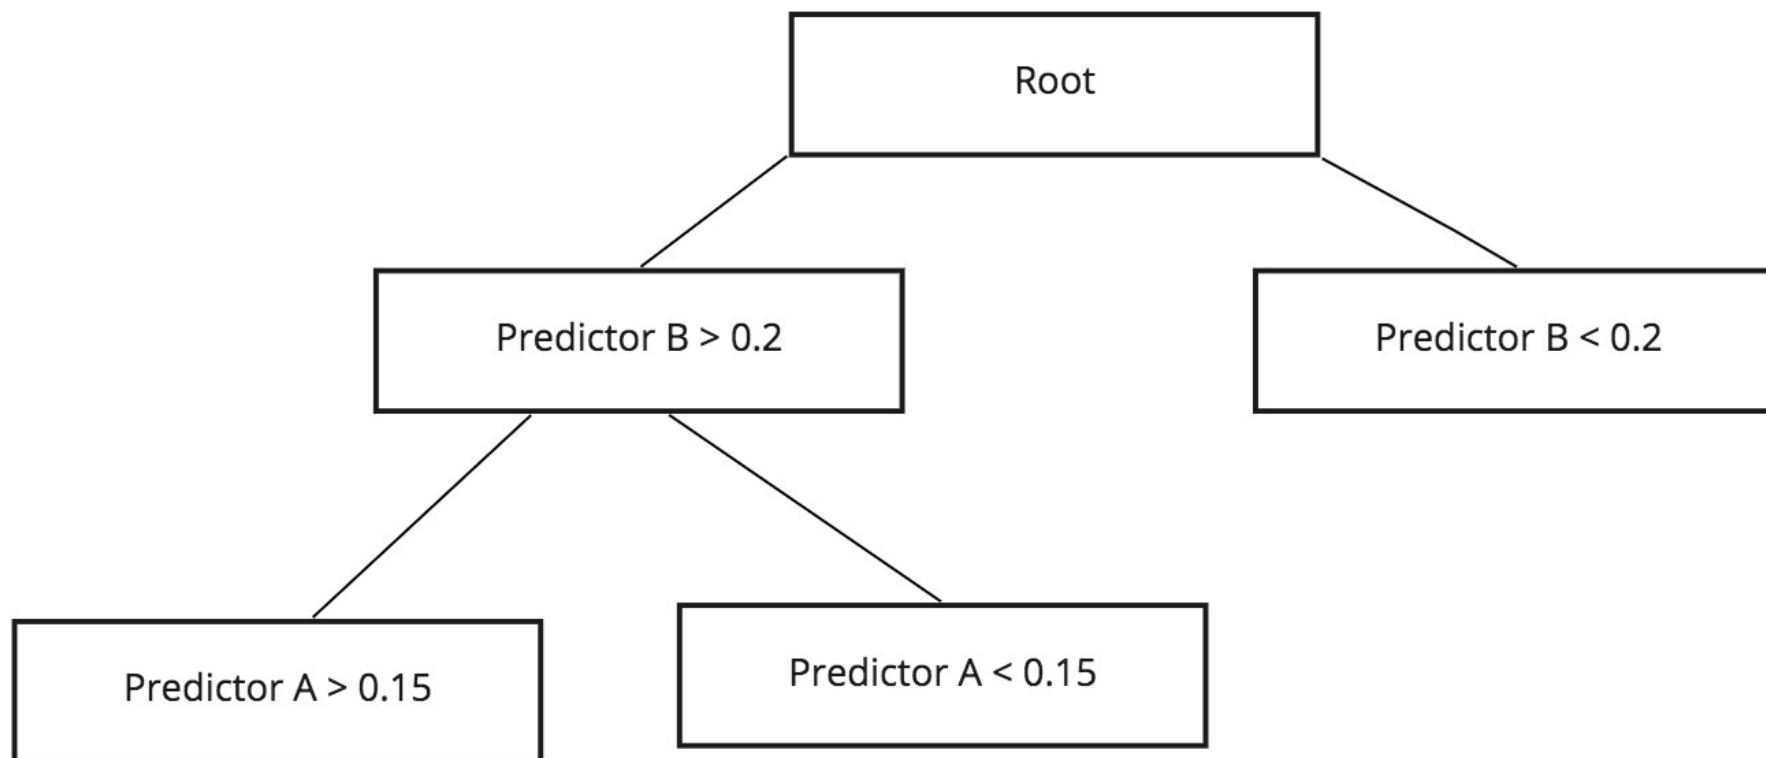 Root
Predictor B > 0.2
Predictor B < 0.2
Predictor A > 0.15
Predictor A < 0.15